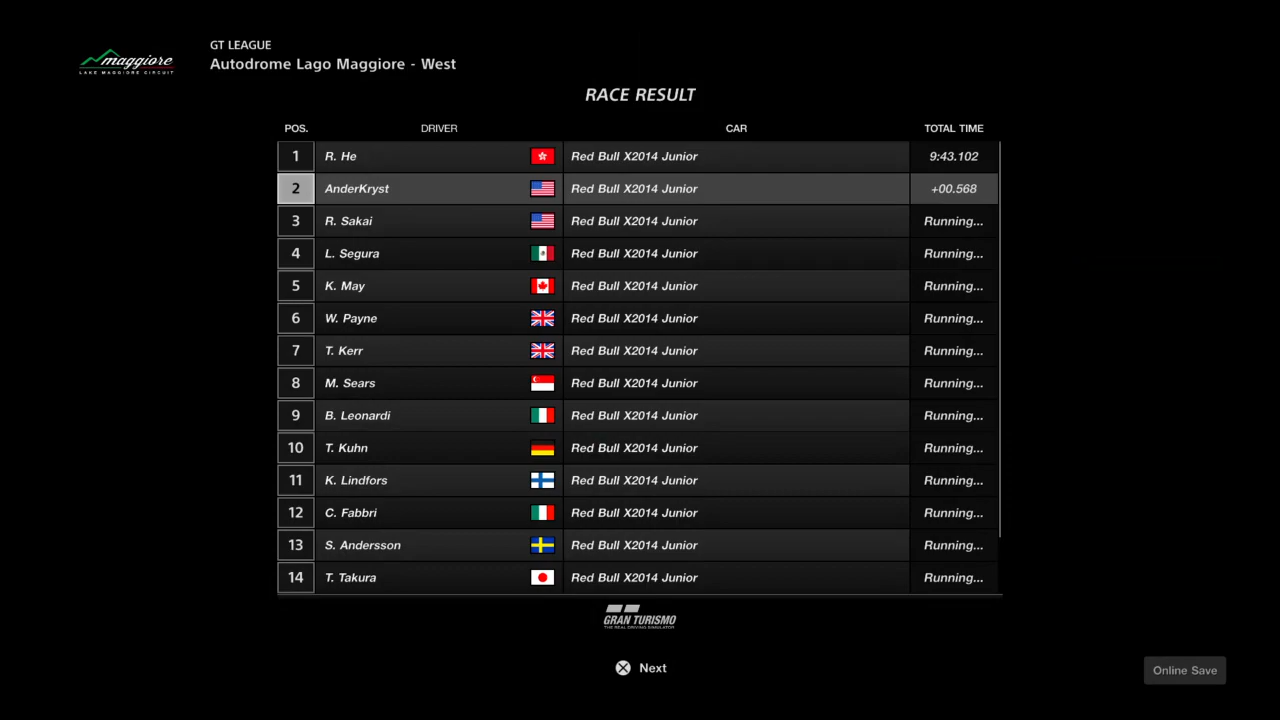 GT LEAGUE
maggiore
LAKE MAGGIORE CIRCUIT
Autodrome Lago Maggiore - West
RACE RESULT
POS. DRIVER CAR TOTAL TIME
1 R. He Red Bull X2014 Junior 9:43.102
2 AnderKryst Red Bull X2014 Junior +00.568
3 R. Sakai Red Bull X2014 Junior Running...
4 L. Segura Red Bull X2014 Junior Running...
5 K. May Red Bull X2014 Junior Running...
6 W. Payne Red Bull X2014 Junior Running...
7 T. Kerr Red Bull X2014 Junior Running...
8 M. Sears Red Bull X2014 Junior Running...
9 B. Leonardi Red Bull X2014 Junior Running...
10 T. Kuhn Red Bull X2014 Junior Running...
11 K. Lindfors Red Bull X2014 Junior Running...
12 C. Fabbri Red Bull X2014 Junior Running...
13 S. Andersson Red Bull X2014 Junior Running...
14 T. Takura Red Bull X2014 Junior Running...
GRAN TURISMO
THE REAL DRIVING SIMULATOR
Next
Online Save